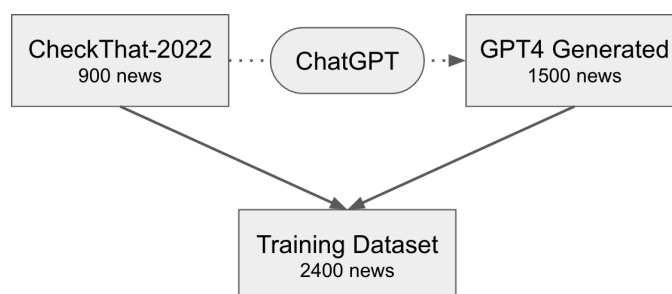 CheckThat-2022
900 news
ChatGPT
GPT4 Generated
1500 news
Training Dataset
2400 news